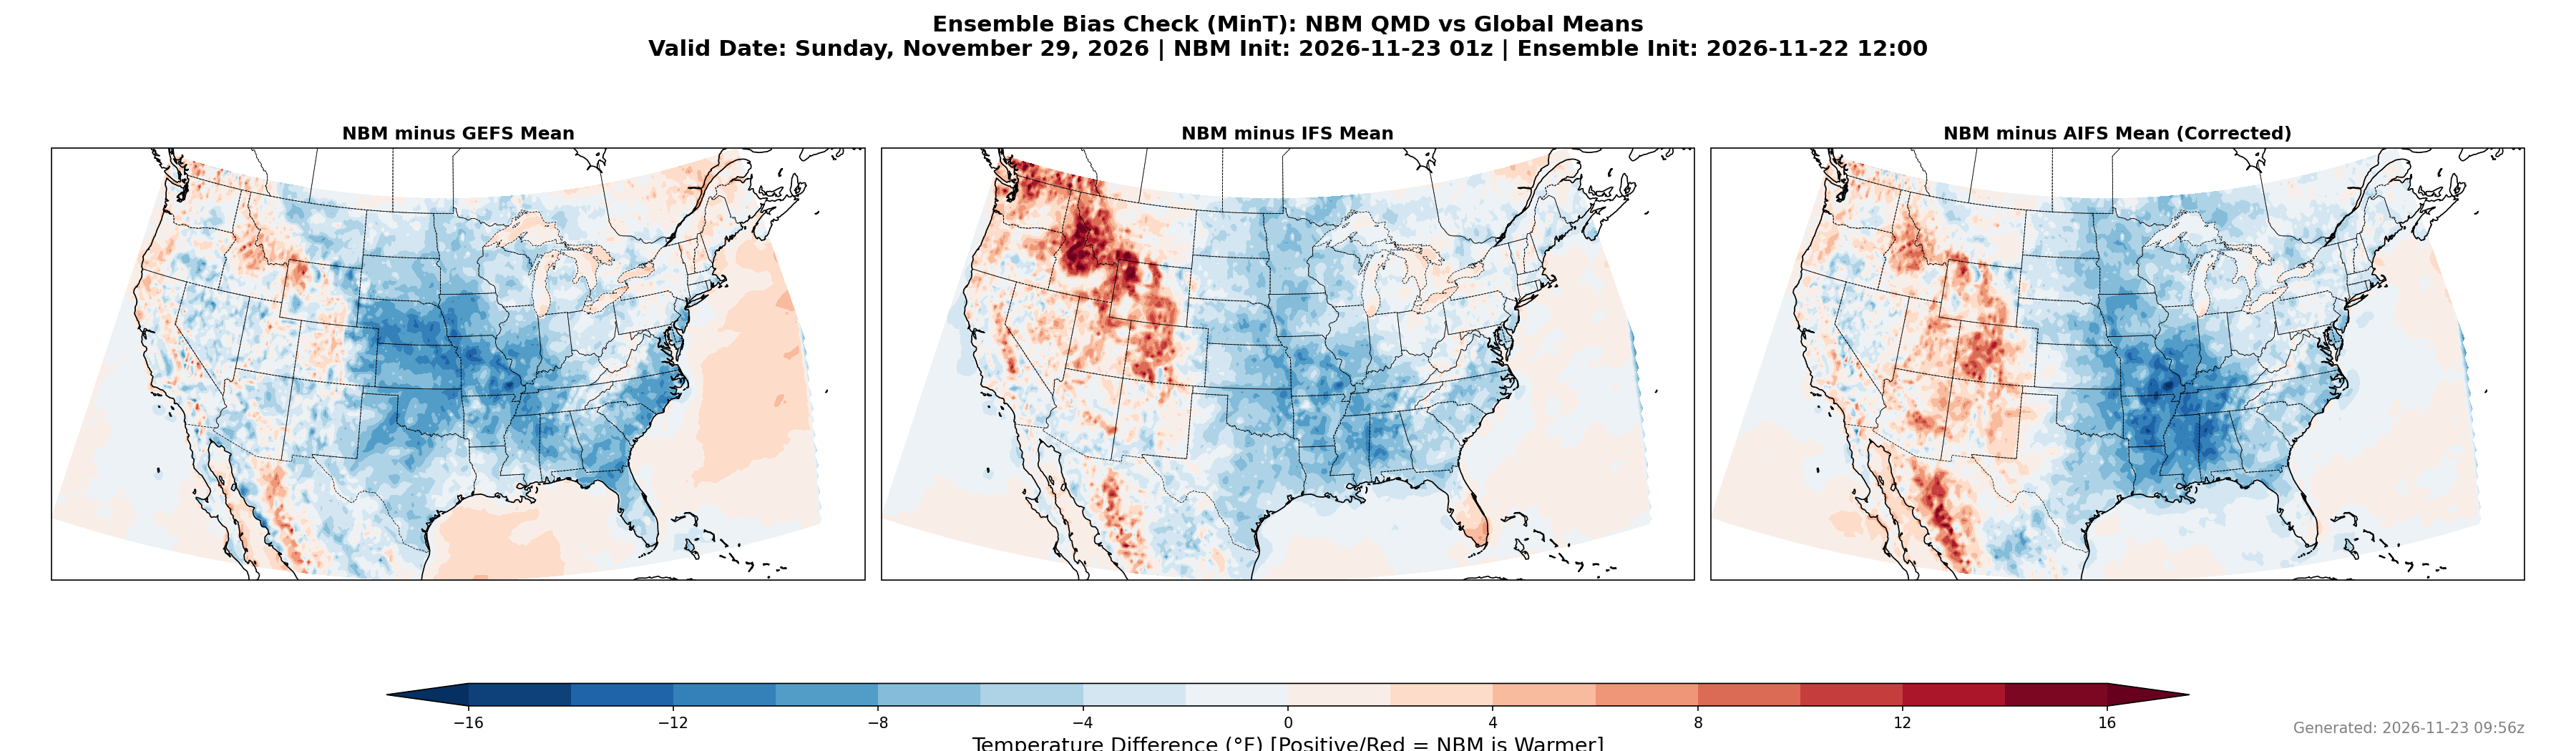 Ensemble Bias Check (MinT): NBM QMD vs Global Means
Valid Date: Sunday, November 29, 2026 | NBM Init: 2026-11-23 01z | Ensemble Init: 2026-11-22 12:00
NBM minus GEFS Mean
NBM minus IFS Mean
NBM minus AIFS Mean (Corrected)
−16 −12 −8 −4 0 4 8 12 16
Temperature Difference (°F) [Positive/Red = NBM is Warmer]
Generated: 2026-11-23 09:56z